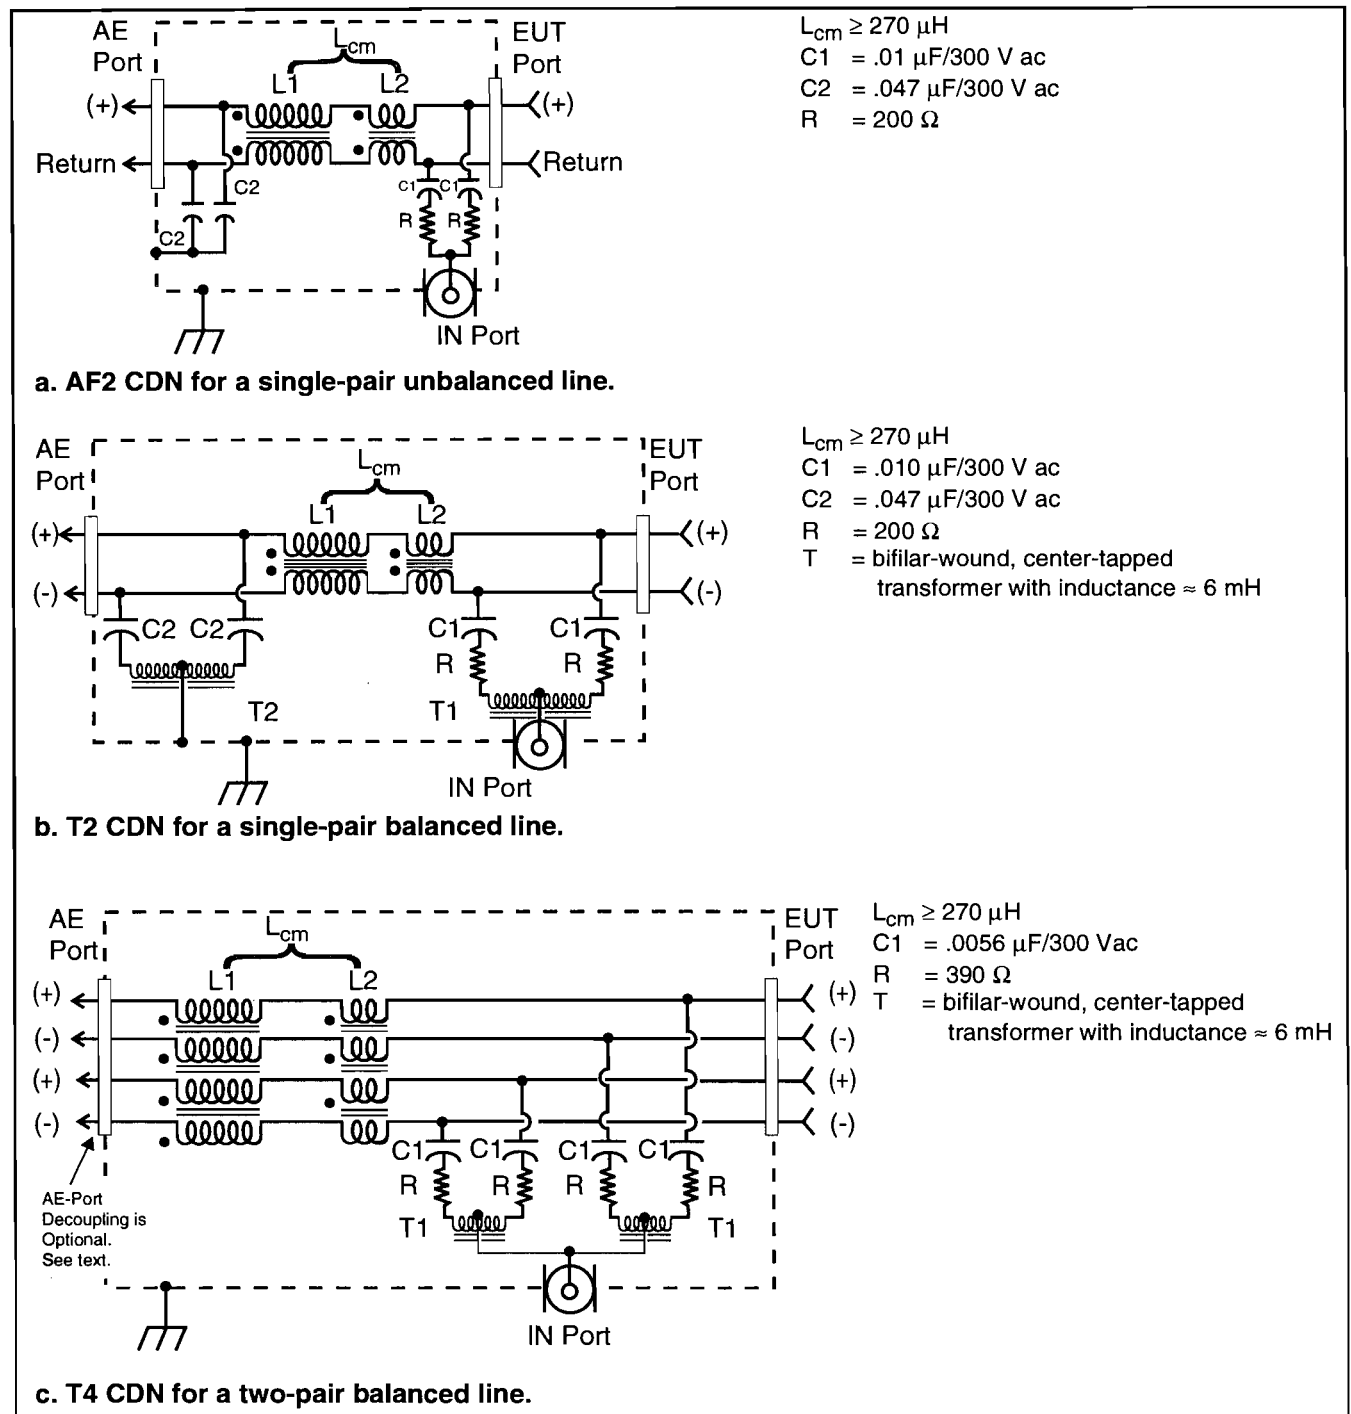 AE
Port
Lcm
L1 L2
EUT
Port
(+) (+)
Return Return
C2
C2
C1 C1
R R
IN Port
Lcm ≥ 270 µH
C1 = .01 µF/300 V ac
C2 = .047 µF/300 V ac
R = 200 Ω
a. AF2 CDN for a single-pair unbalanced line.
AE
Port
Lcm
L1 L2
EUT
Port
(+) (+)
(-) (-)
C2 C2 C1 C1
R R
T2 T1
IN Port
Lcm ≥ 270 µH
C1 = .010 µF/300 V ac
C2 = .047 µF/300 V ac
R = 200 Ω
T = bifilar-wound, center-tapped
transformer with inductance ≈ 6 mH
b. T2 CDN for a single-pair balanced line.
AE
Port
Lcm
L1 L2
EUT
Port
(+) (+)
(-) (-)
(+) (+)
(-) (-)
C1 C1 C1 C1
R R R R
T1 T1
AE-Port
Decoupling is
Optional.
See text.
IN Port
Lcm ≥ 270 µH
C1 = .0056 µF/300 Vac
R = 390 Ω
T = bifilar-wound, center-tapped
transformer with inductance ≈ 6 mH
c. T4 CDN for a two-pair balanced line.